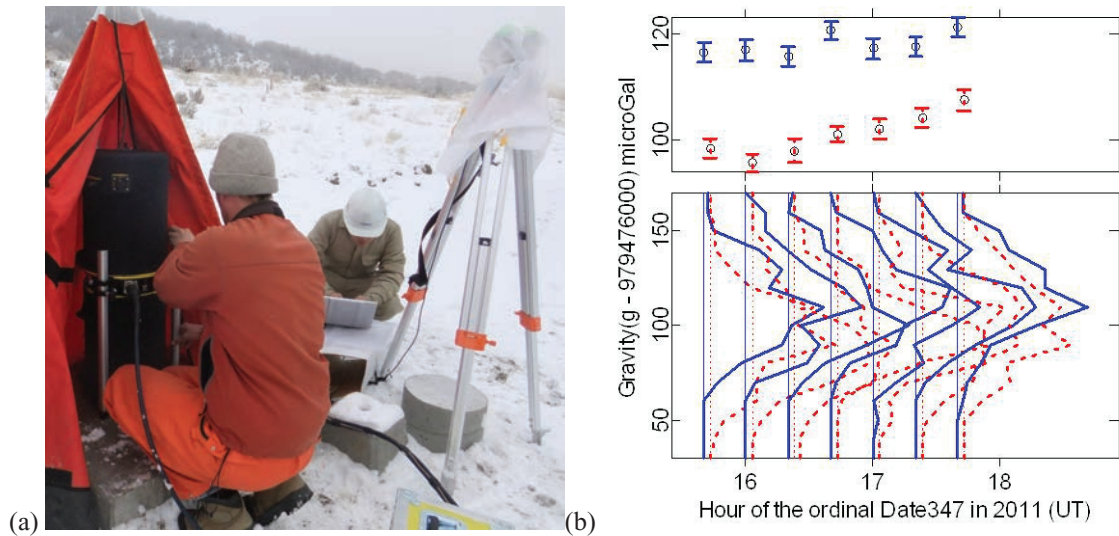 (a)
(b)
Gravity(g - 979476000) microGal
120
100
150
100
50
16
17
18
Hour of the ordinal Date347 in 2011 (UT)